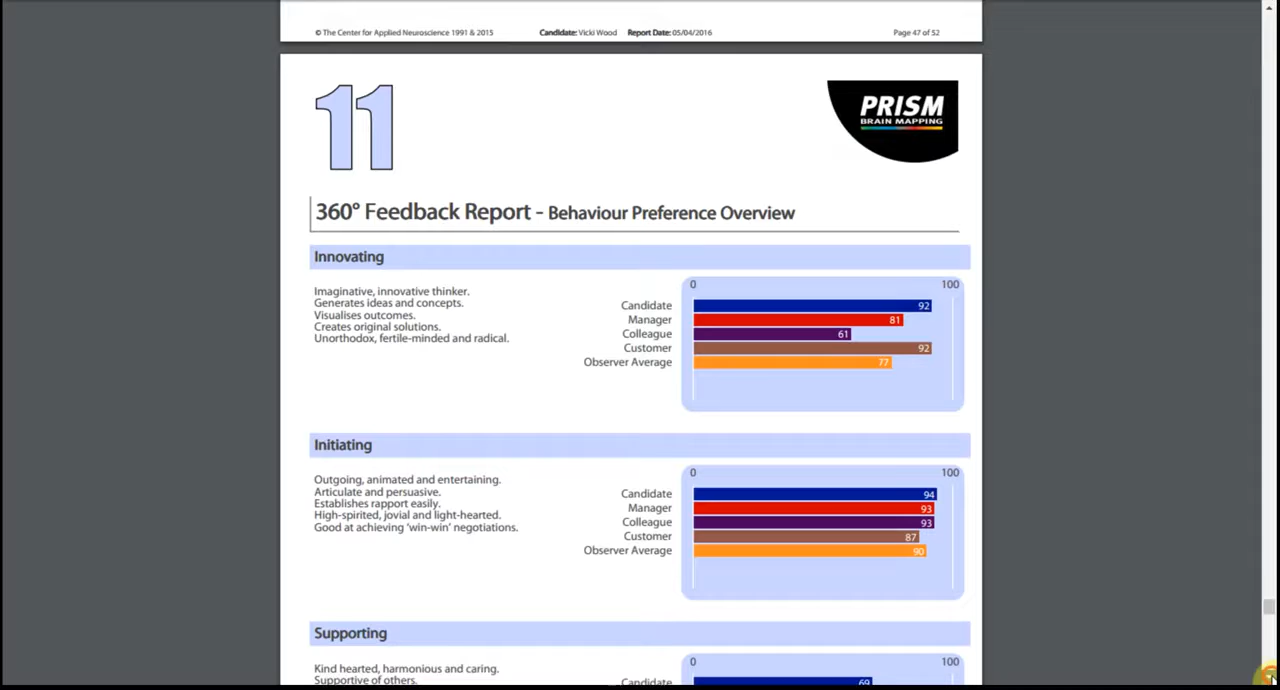 © The Center for Applied Neuroscience 1991 & 2015 Candidate: Vicki Wood Report Date: 05/04/2016 Page 47 of 52
11
PRISM
BRAIN MAPPING
360° Feedback Report - Behaviour Preference Overview
Innovating
Imaginative, innovative thinker.
Generates ideas and concepts.
Visualises outcomes.
Creates original solutions.
Unorthodox, fertile-minded and radical.
0 100
Candidate 92
Manager 81
Colleague 61
Customer 92
Observer Average 77
Initiating
Outgoing, animated and entertaining.
Articulate and persuasive.
Establishes rapport easily.
High-spirited, jovial and light-hearted.
Good at achieving 'win-win' negotiations.
0 100
Candidate 94
Manager 93
Colleague 93
Customer 87
Observer Average 90
Supporting
Kind hearted, harmonious and caring.
Supportive of others.
0 100
Candidate 69